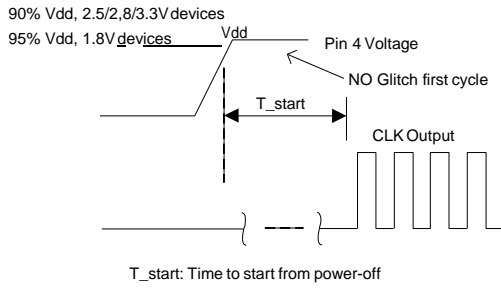 90% Vdd, 2.5/2,8/3.3V devices
95% Vdd, 1.8V devices
Vdd
Pin 4 Voltage
NO Glitch first cycle
T_start
CLK Output
T_start: Time to start from power-off